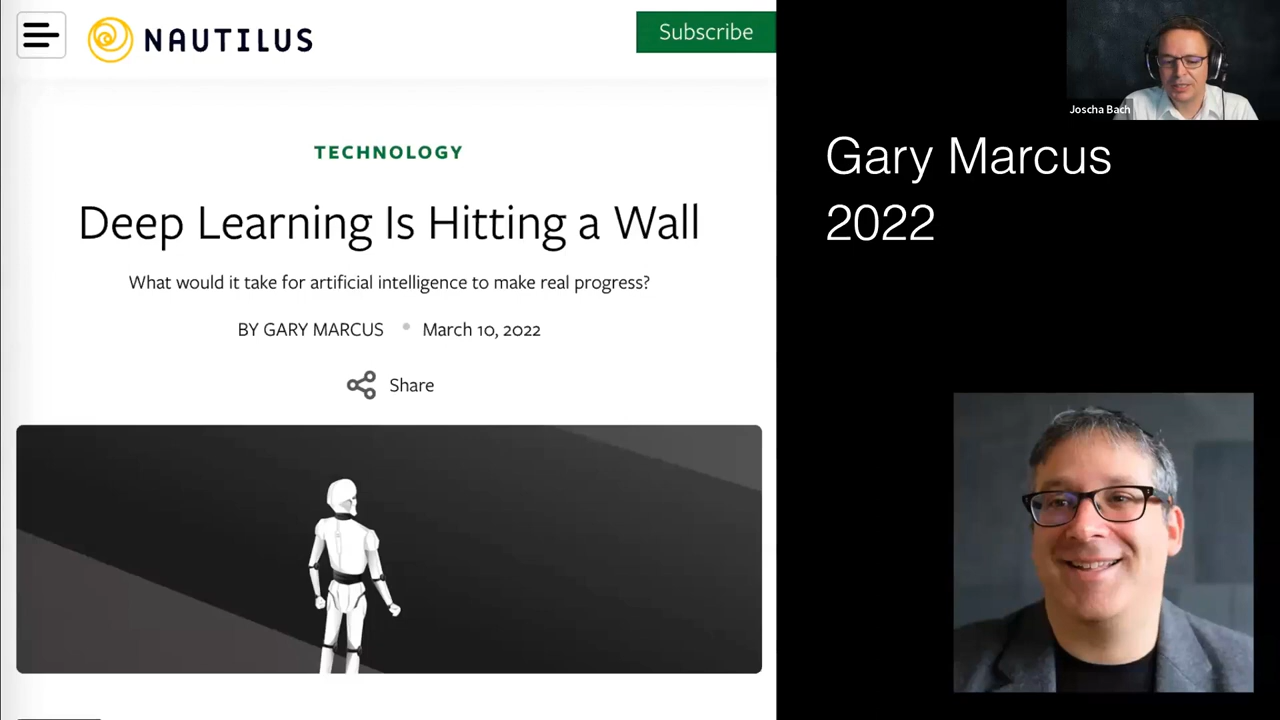 NAUTILUS
Subscribe
TECHNOLOGY
Deep Learning Is Hitting a Wall
What would it take for artificial intelligence to make real progress?
BY GARY MARCUS • March 10, 2022
Share
Joscha Bach
Gary Marcus
2022